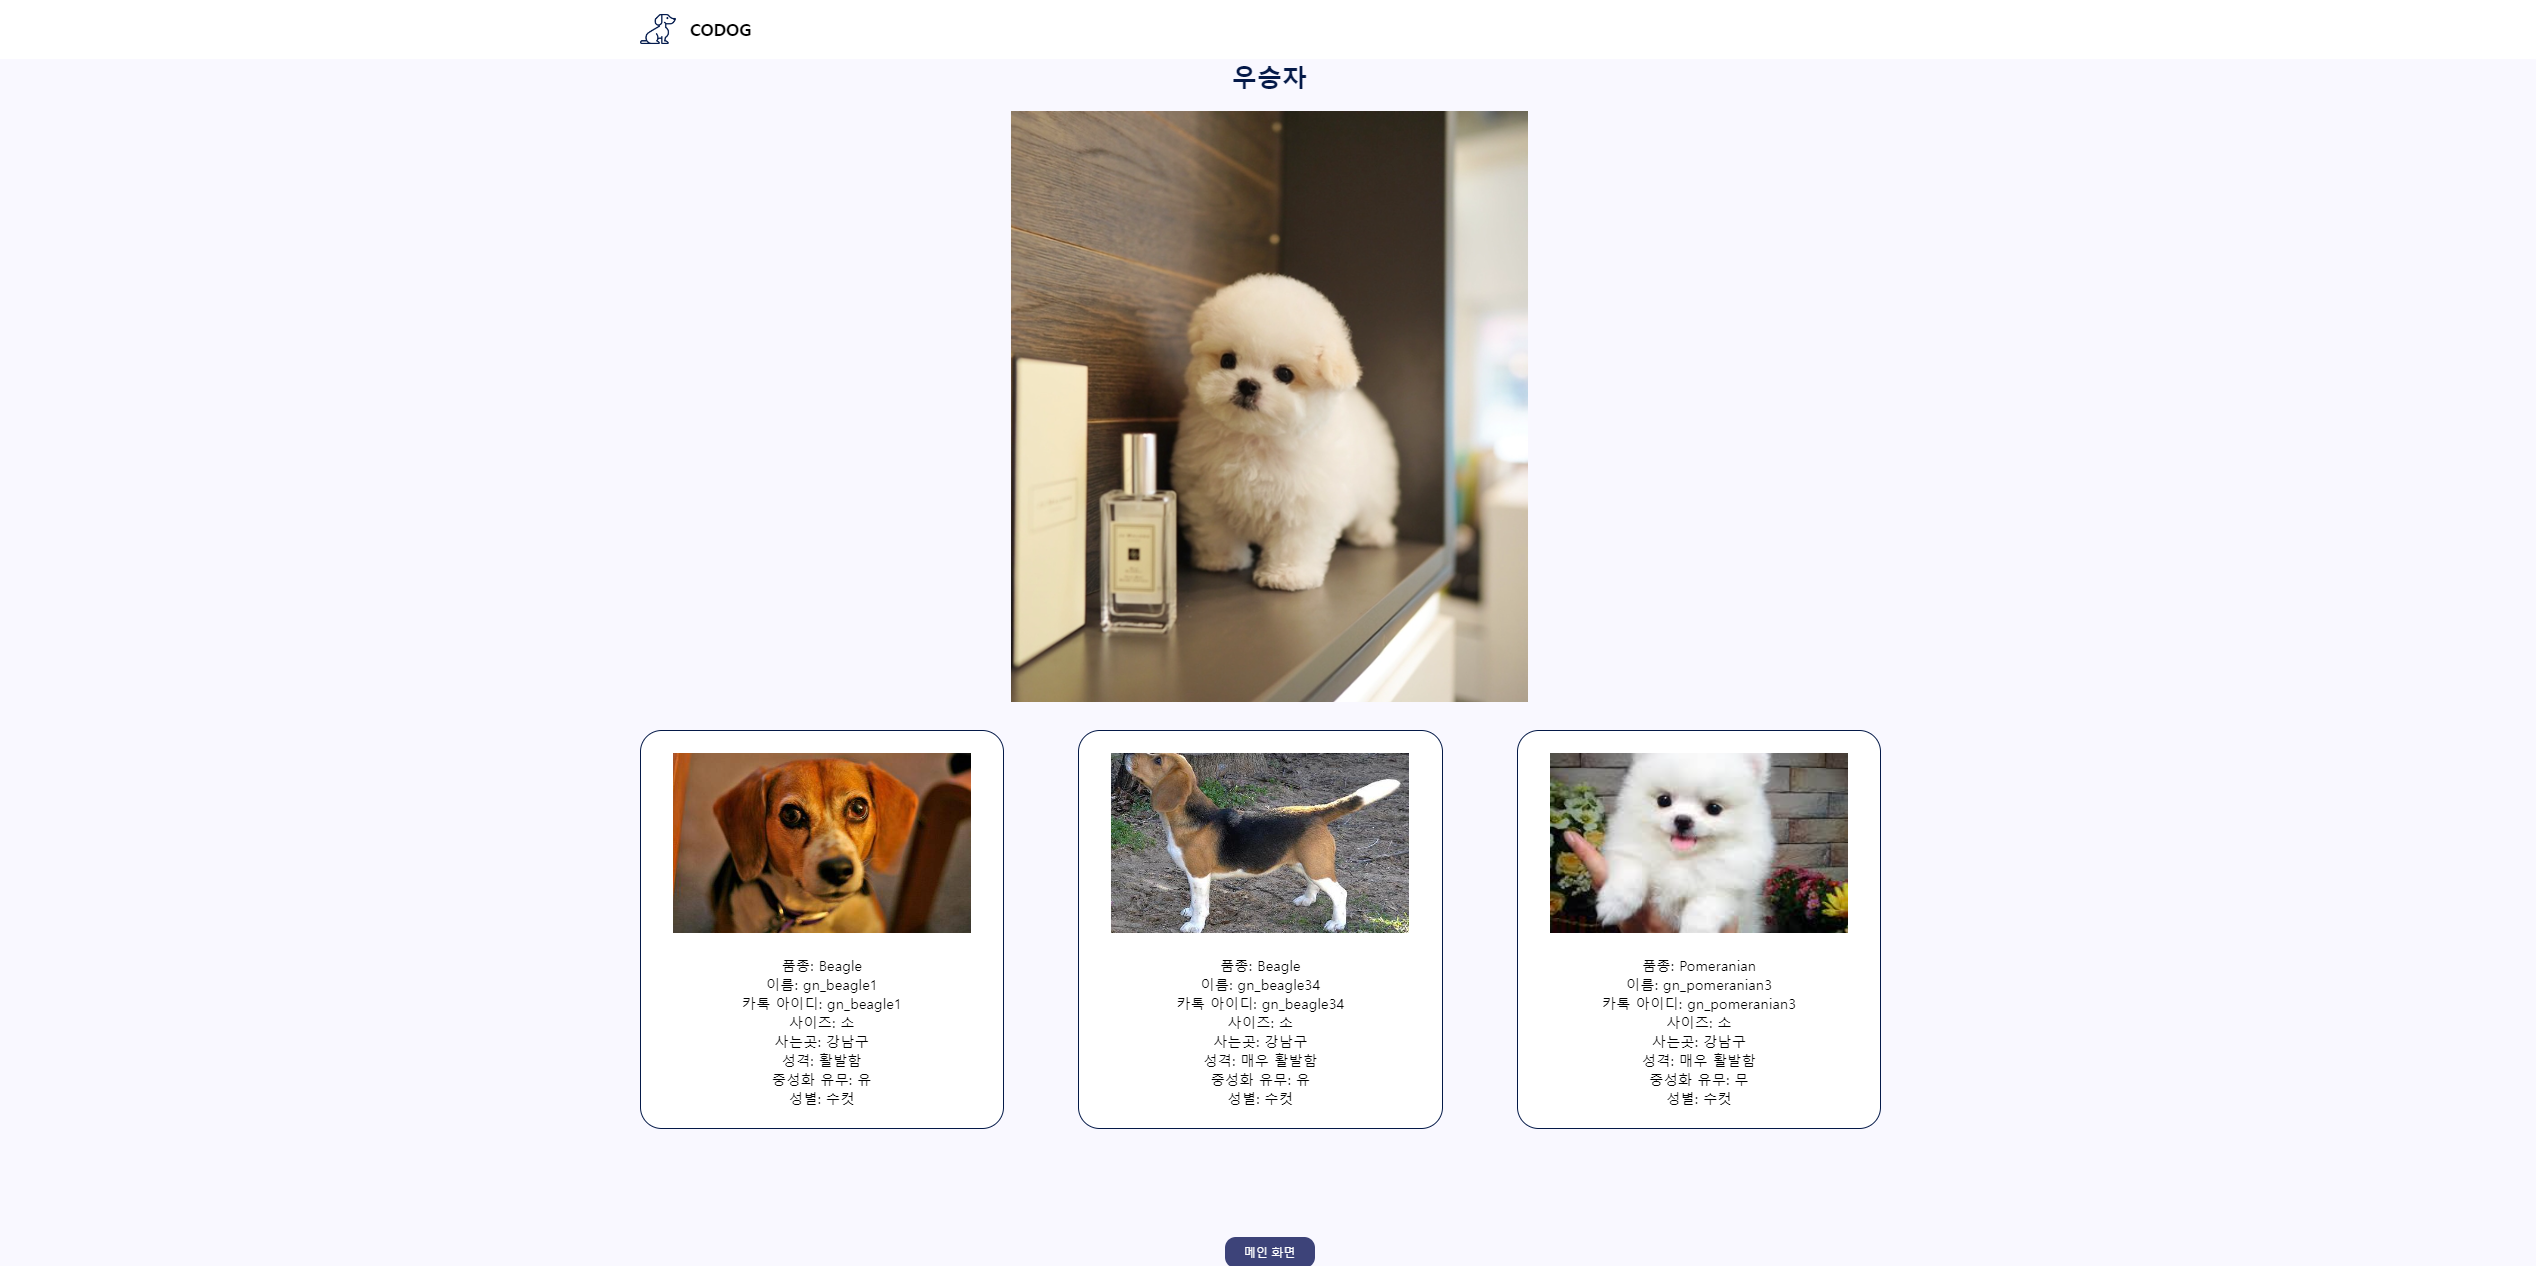 CODOG
우승자
품종: Beagle
이름: gn_beagle1
카톡 아이디: gn_beagle1
사이즈: 소
사는곳: 강남구
성격: 활발함
중성화 유무: 유
성별: 수컷
품종: Beagle
이름: gn_beagle34
카톡 아이디: gn_beagle34
사이즈: 소
사는곳: 강남구
성격: 매우 활발함
중성화 유무: 유
성별: 수컷
품종: Pomeranian
이름: gn_pomeranian3
카톡 아이디: gn_pomeranian3
사이즈: 소
사는곳: 강남구
성격: 매우 활발함
중성화 유무: 무
성별: 수컷
메인 화면